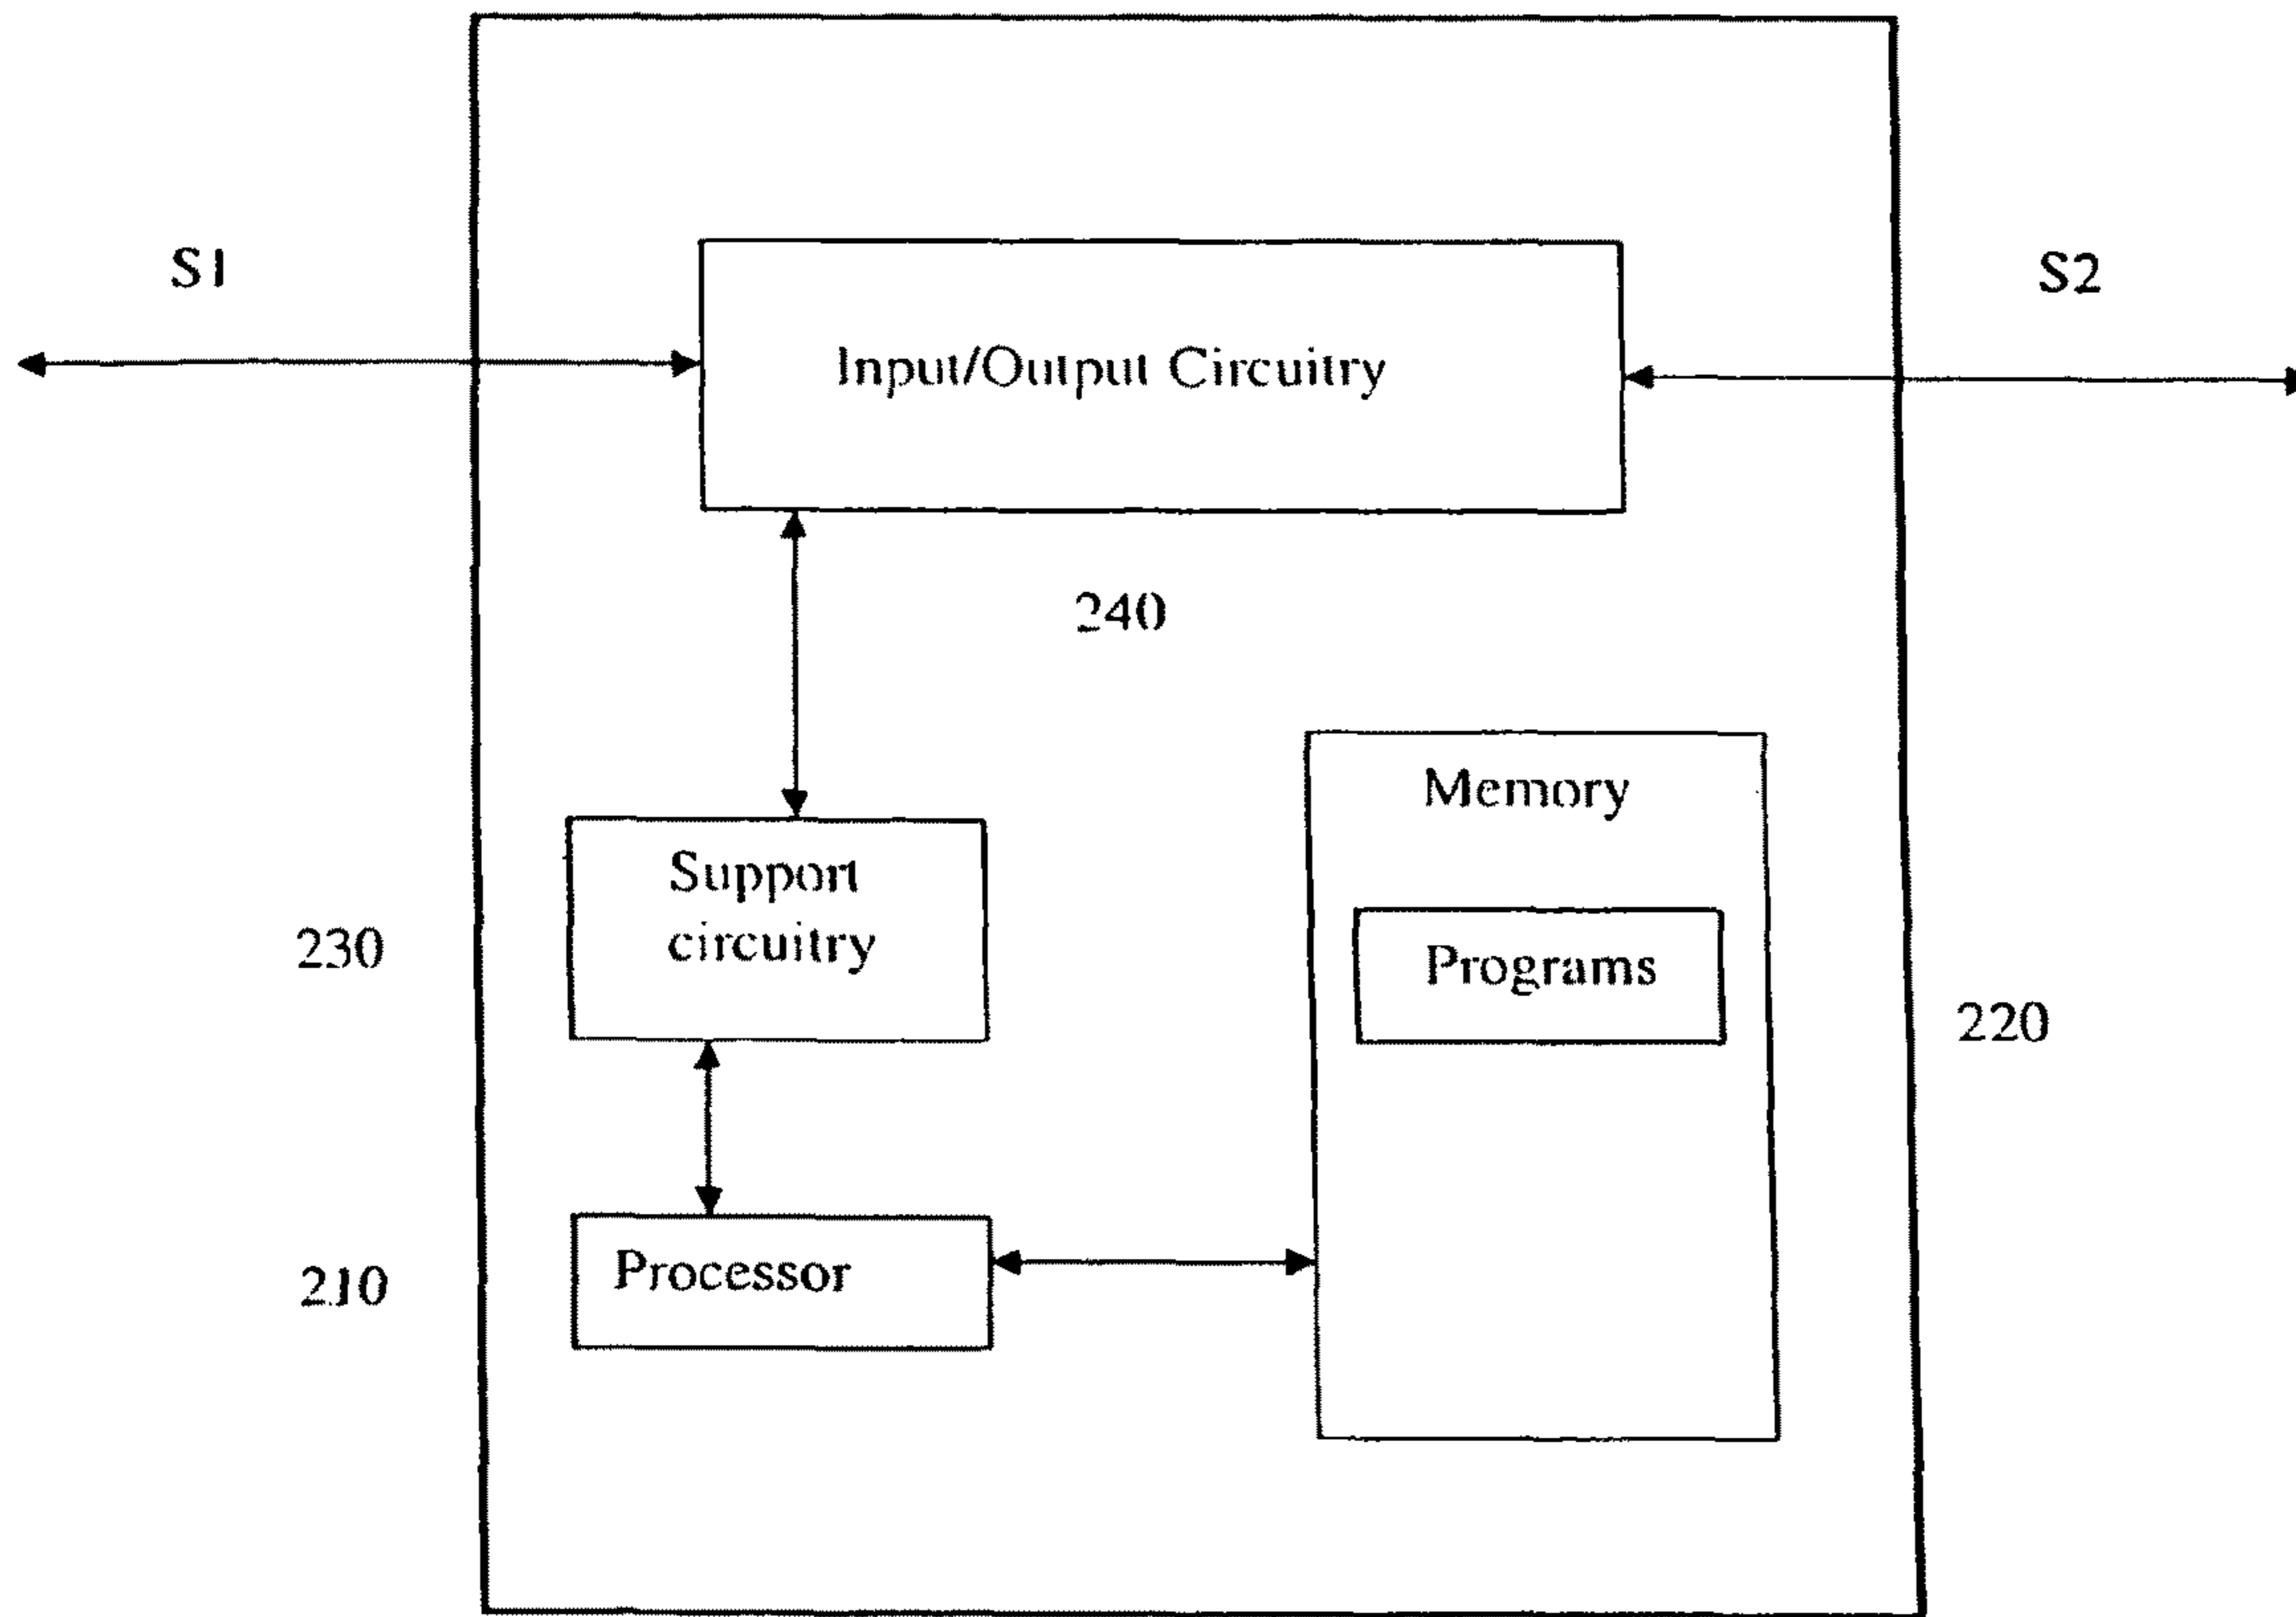 S1
S2
Input/Output Circuitry
240
Memory
Support
circuitry
Programs
230
220
Processor
210